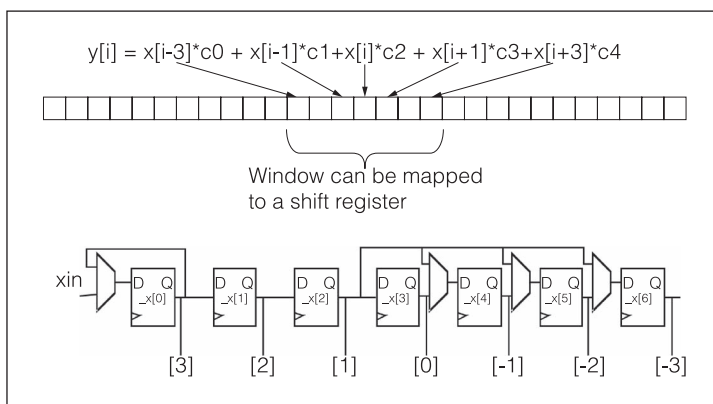 y[i] = x[i-3]*c0 + x[i-1]*c1+x[i]*c2 + x[i+1]*c3+x[i+3]*c4
Window can be mapped
to a shift register
xin
D Q D Q D Q D Q D Q D Q D Q
_x[0] _x[1] _x[2] _x[3] _x[4] _x[5] _x[6]
[3] [2] [1] [0] [-1] [-2] [-3]